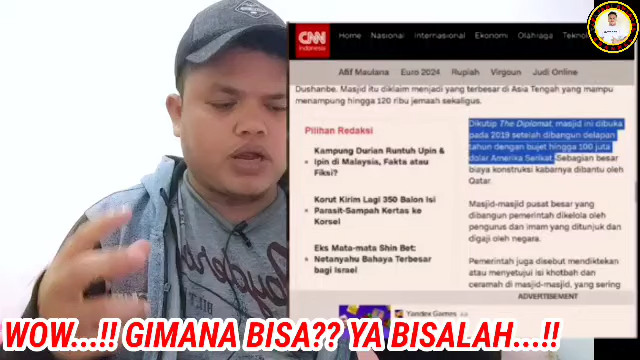 CNN
Indonesia
Home Nasional Internasional Ekonomi Olahraga Teknol
Afif Maulana Euro 2024 Rupiah Virgoun Judi Online
Dushanbe. Masjid itu diklaim menjadi yang terbesar di Asia Tengah yang mampu
menampung hingga 120 ribu jemaah sekaligus.
Pilihan Redaksi
Kampung Durian Runtuh Upin &
Ipin di Malaysia, Fakta atau
Fiksi?
Korut Kirim Lagi 350 Balon Isi
Parasit-Sampah Kertas ke
Korsel
Eks Mata-mata Shin Bet:
Netanyahu Bahaya Terbesar
bagi Israel
Dikutip The Diplomat, masjid ini dibuka
pada 2019 setelah dibangun delapan
tahun dengan bujet hingga 100 juta
dolar Amerika Serikat. Sebagian besar
biaya konstruksi kabarnya dibantu oleh
Qatar.
Masjid-masjid pusat besar yang
dibangun pemerintah dikelola oleh
pengurus dan imam yang ditunjuk dan
digaji oleh negara.
Pemerintah juga disebut mendiktekan
atau menyetujui isi khotbah dan
ceramah di masjid-masjid, yang sering
ADVERTISEMENT
Yandex Games
WOW...!! GIMANA BISA?? YA BISALAH...!!